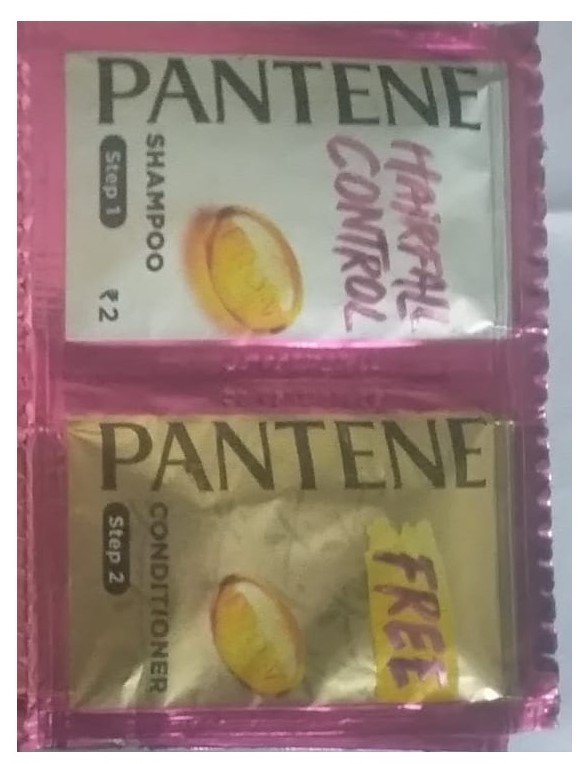 PANTENE
HAIRFALL
CONTROL
SHAMPOO
Step 1
₹2
PANTENE
FREE
CONDITIONER
Step 2